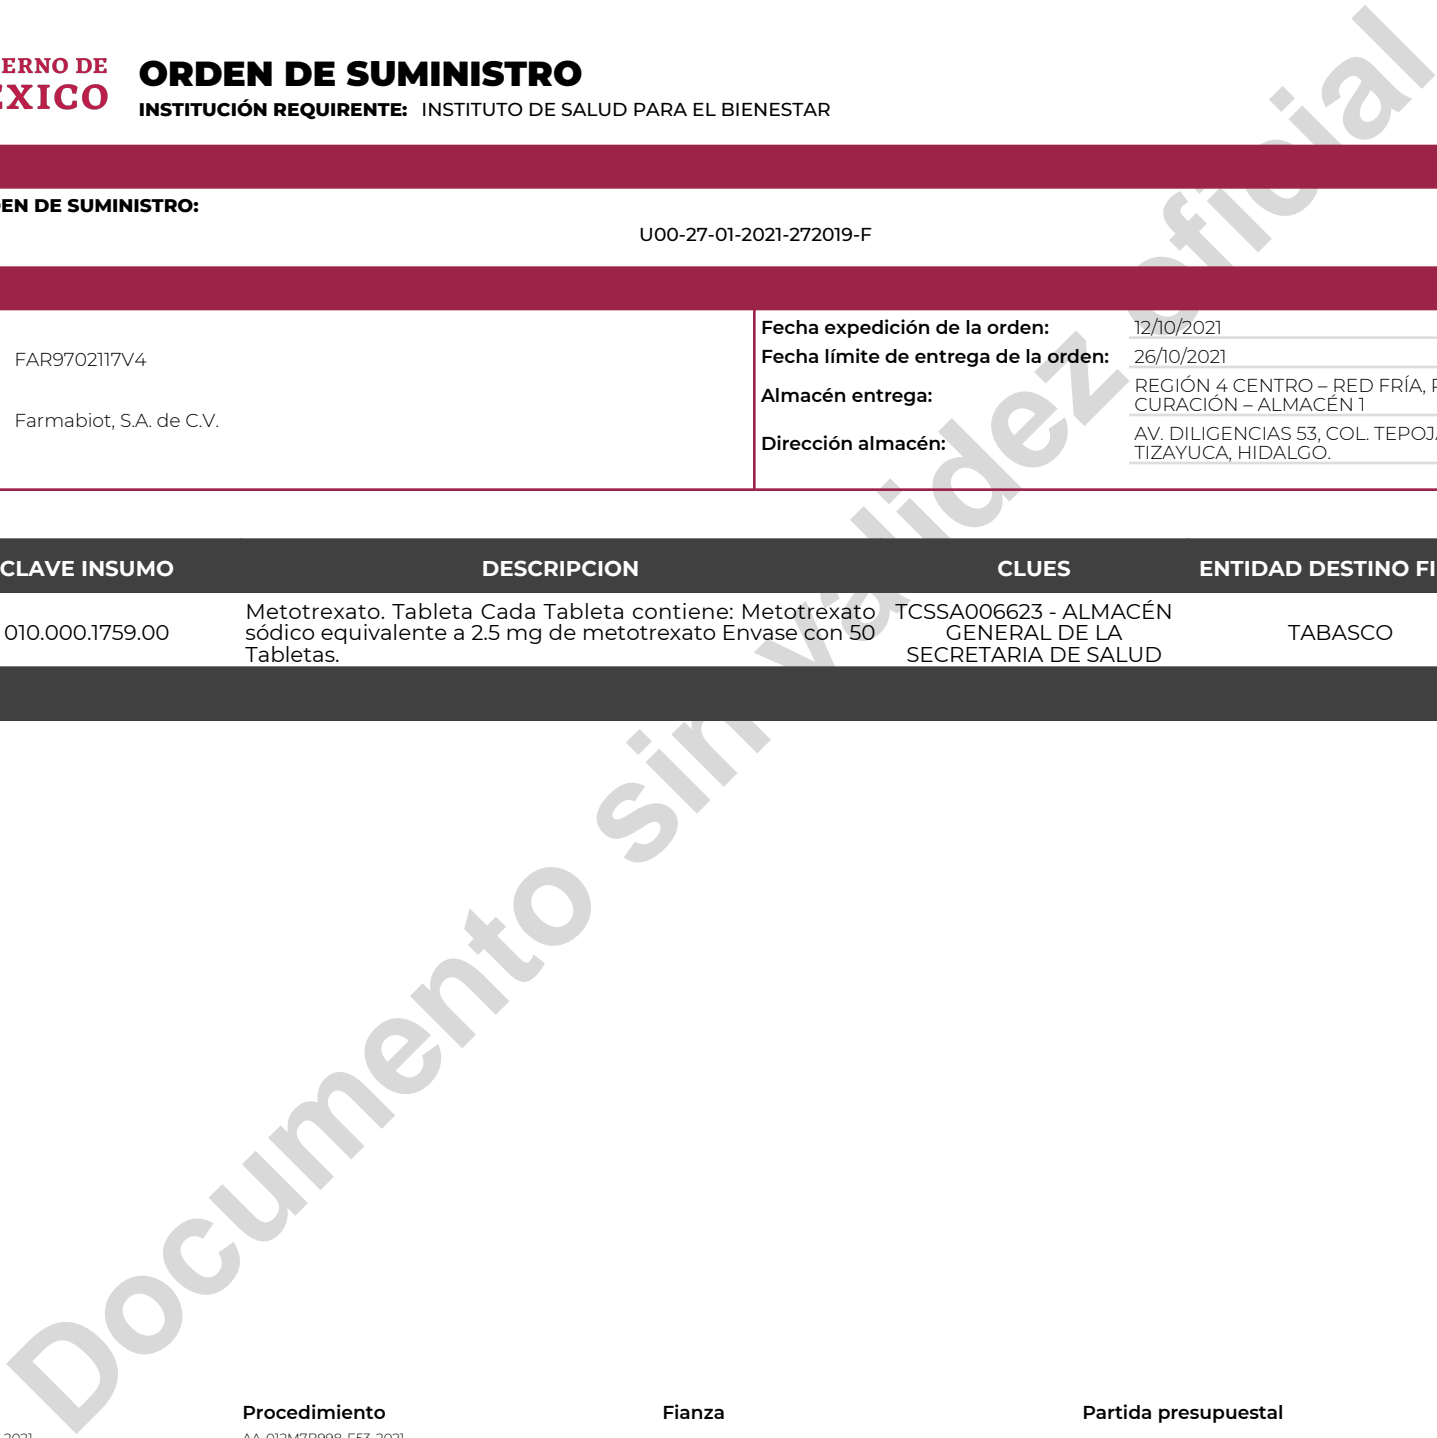 ERNO DE
ORDEN DE SUMINISTRO
XICO
INSTITUCIÓN REQUIRENTE: INSTITUTO DE SALUD PARA EL BIENESTAR
EN DE SUMINISTRO:
U00-27-01-2021-272019-F
Fecha expedición de la orden: 12/10/2021
FAR9702117V4
Fecha límite de entrega de la orden: 26/10/2021
Almacén entrega: REGIÓN 4 CENTRO – RED FRÍA,
CURACIÓN – ALMACÉN 1
Farmabiot, S.A. de C.V.
Dirección almacén: AV. DILIGENCIAS 53, COL. TEPOJ
TIZAYUCA, HIDALGO.
CLAVE INSUMO DESCRIPCION CLUES ENTIDAD DESTINO FI
010.000.1759.00
Metotrexato. Tableta Cada Tableta contiene: Metotrexato
sódico equivalente a 2.5 mg de metotrexato Envase con 50
Tabletas.
TCSSA006623 - ALMACÉN
GENERAL DE LA
SECRETARIA DE SALUD
TABASCO
Documento sin validez oficial
Procedimiento Fianza Partida presupuestal